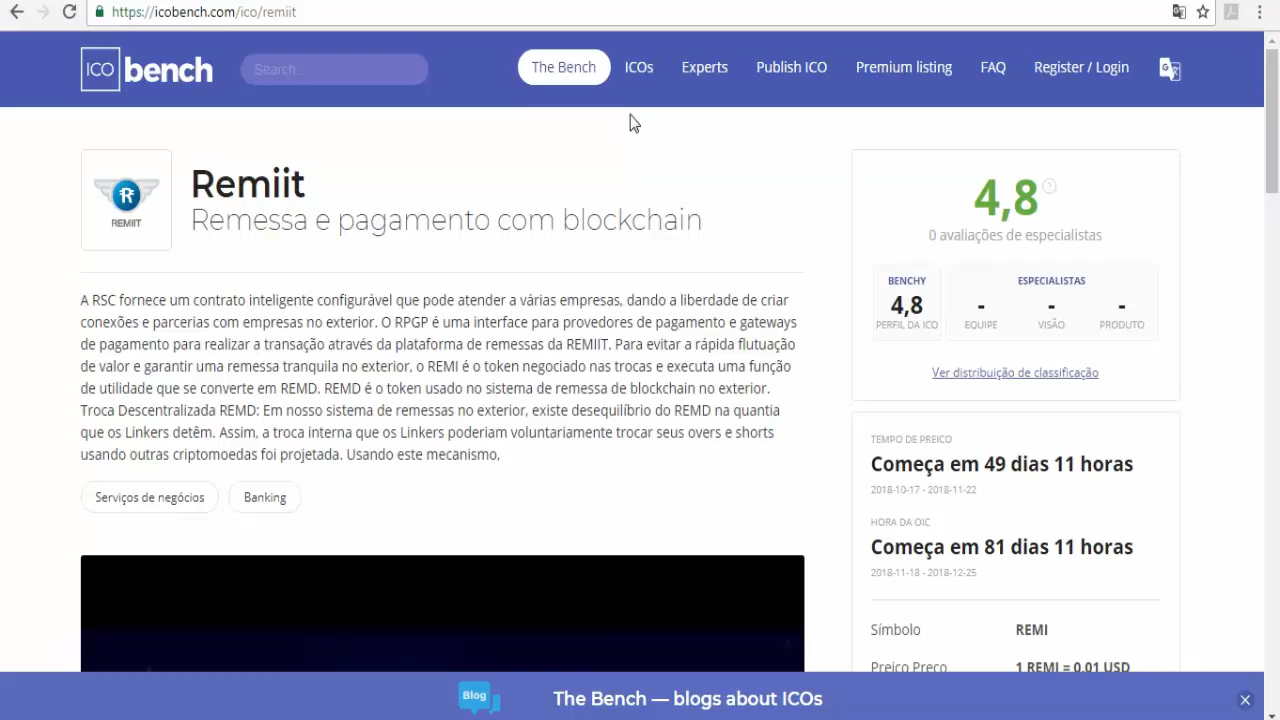 https://icobench.com/ico/remiit
ICO bench
Search...
The Bench
ICOs
Experts
Publish ICO
Premium listing
FAQ
Register / Login
REMIIT
Remiit
Remessa e pagamento com blockchain
A RSC fornece um contrato inteligente configurável que pode atender a várias empresas, dando a liberdade de criar
conexões e parcerias com empresas no exterior. O RPGP é uma interface para provedores de pagamento e gateways
de pagamento para realizar a transação através da plataforma de remessas da REMIIT. Para evitar a rápida flutuação
de valor e garantir uma remessa tranquila no exterior, o REMI é o token negociado nas trocas e executa uma função
de utilidade que se converte em REMD. REMD é o token usado no sistema de remessa de blockchain no exterior.
Troca Descentralizada REMD: Em nosso sistema de remessas no exterior, existe desequilíbrio do REMD na quantia
que os Linkers detêm. Assim, a troca interna que os Linkers poderiam voluntariamente trocar seus overs e shorts
usando outras criptomoedas foi projetada. Usando este mecanismo,
Serviços de negócios
Banking
4,8
?
0 avaliações de especialistas
BENCHY
4,8
PERFIL DA ICO
ESPECIALISTAS
- - -
EQUIPE VISÃO PRODUTO
Ver distribuição de classificação
TEMPO DE PREICO
Começa em 49 dias 11 horas
2018-10-17 - 2018-11-22
HORA DA OIC
Começa em 81 dias 11 horas
2018-11-18 - 2018-12-25
Símbolo REMI
Preico Preço 1 REMI = 0.01 USD
Blog
The Bench — blogs about ICOs